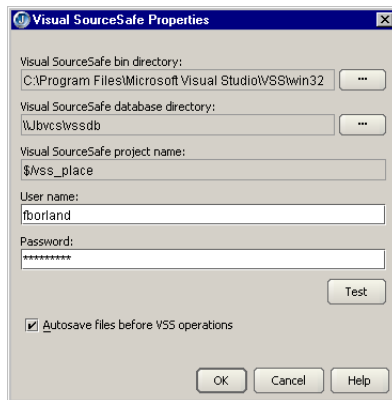 Visual SourceSafe Properties
Visual SourceSafe bin directory:
C:\Program Files\Microsoft Visual Studio\VSS\win32
...
Visual SourceSafe database directory:
\\Jbvcs\vssdb
...
Visual SourceSafe project name:
$/vss_place
User name:
fborland
Password:
*********
Test
Autosave files before VSS operations
OK Cancel Help